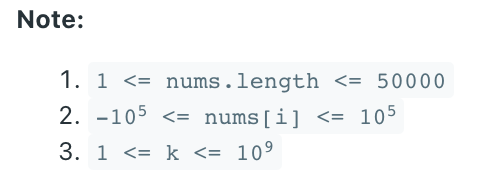 Note:
1. 1 <= nums.length <= 50000
2. -10⁵ <= nums[i] <= 10⁵
3. 1 <= k <= 10⁹